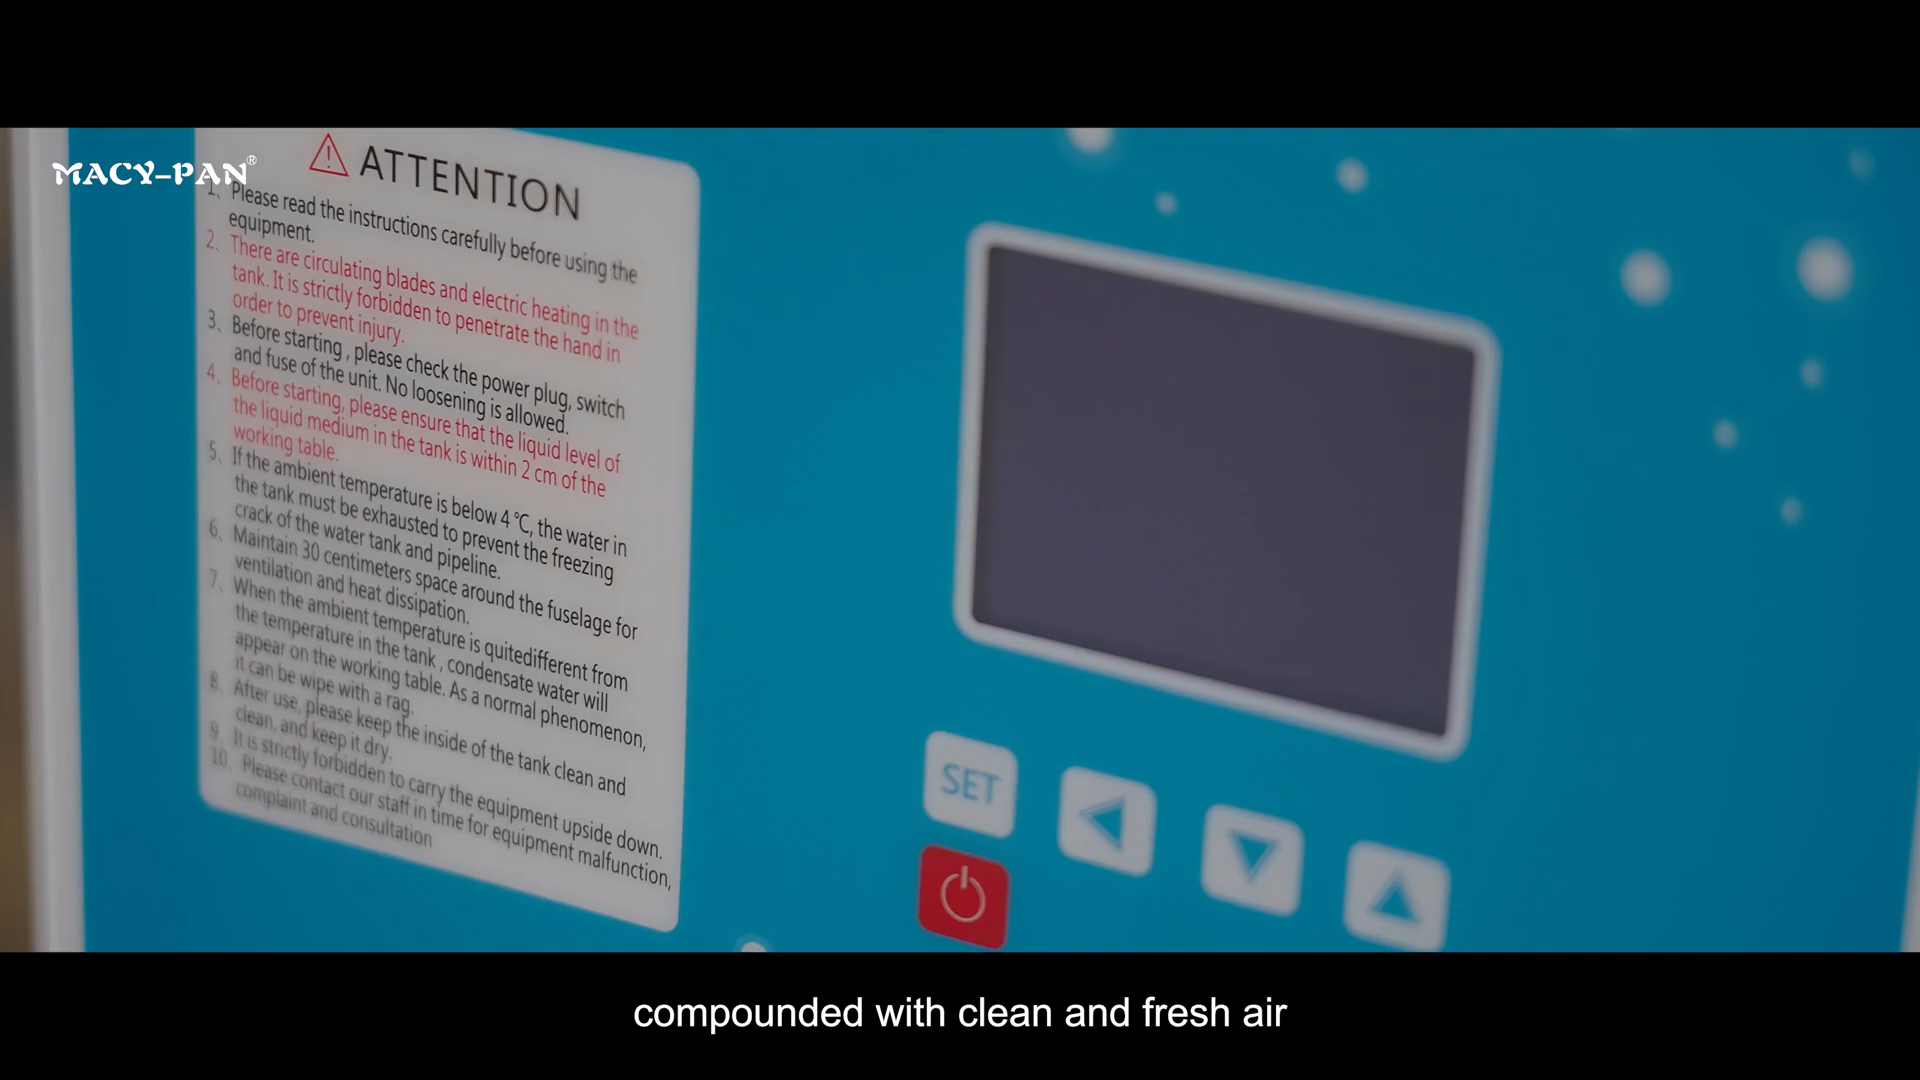 MACY-PAN®
ATTENTION
1、Please read the instructions carefully before using the
equipment.
2、There are circulating blades and electric heating in the
tank. It is strictly forbidden to penetrate the hand in
order to prevent injury.
3、Before starting , please check the power plug, switch
and fuse of the unit. No loosening is allowed.
4、Before starting, please ensure that the liquid level of
the liquid medium in the tank is within 2 cm of the
working table.
5、If the ambient temperature is below 4 ℃, the water in
the tank must be exhausted to prevent the freezing
crack of the water tank and pipeline.
6、Maintain 30 centimeters space around the fuselage for
ventilation and heat dissipation.
7、When the ambient temperature is quitedifferent from
the temperature in the tank , condensate water will
appear on the working table. As a normal phenomenon,
it can be wipe with a rag.
8、After use, please keep the inside of the tank clean and
clean, and keep it dry.
9、It is strictly forbidden to carry the equipment upside down.
10、Please contact our staff in time for equipment malfunction,
complaint and consultation
SET
compounded with clean and fresh air